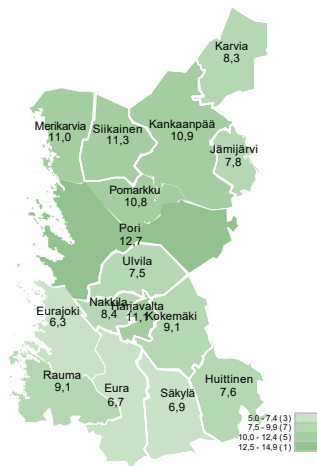 Karvia
8,3
Merikarvia
11,0
Siikainen
11,3
Kankaanpää
10,9
Jämijärvi
7,8
Pomarkku
10,8
Pori
12,7
Ulvila
7,5
Nakkila
8,4
Harjavalta
11,1
Kokemäki
9,1
Eurajoki
6,3
Rauma
9,1
Eura
6,7
Säkylä
6,9
Huittinen
7,6
5,0 - 7,4 (3)
7,5 - 9,9 (7)
10,0 - 12,4 (5)
12,5 - 14,9 (1)